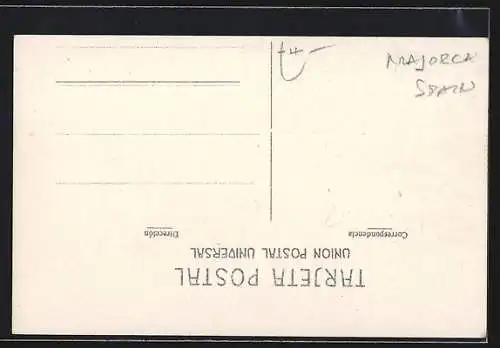 TARJETA POSTAL
UNION POSTAL UNIVERSAL
Correspondencia
Dirección
MAJORCA
SPAIN